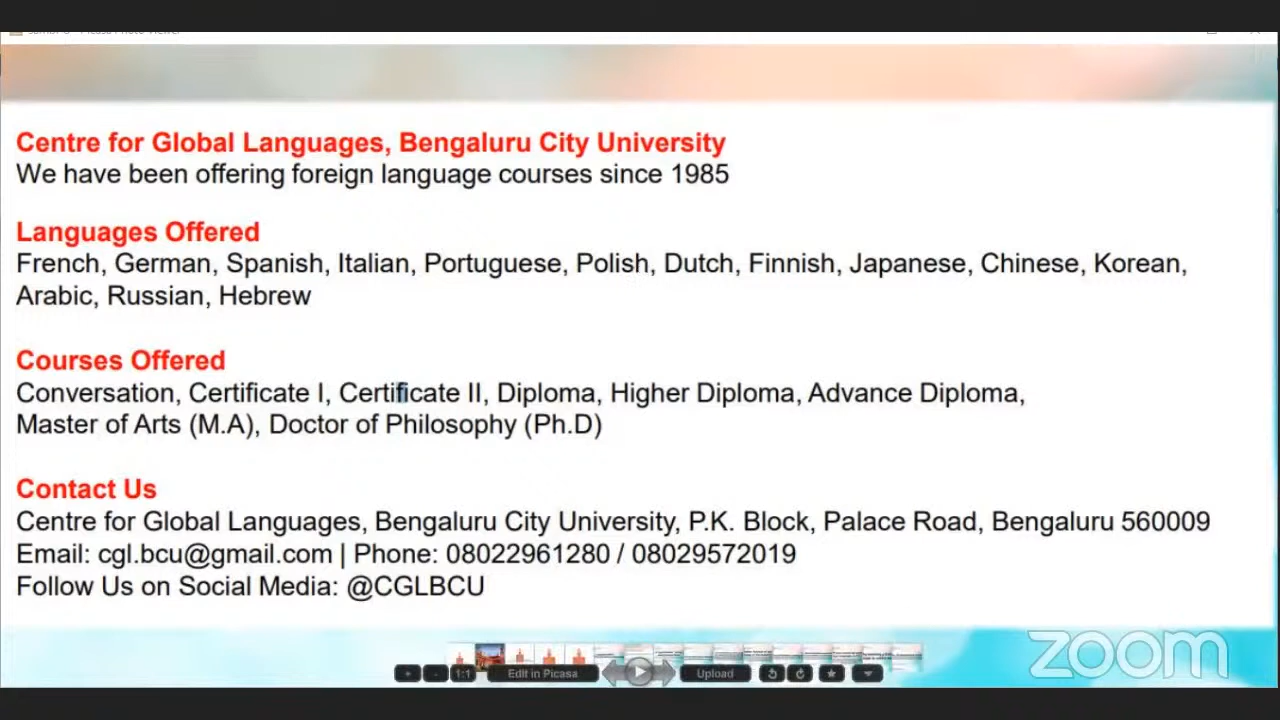 Centre for Global Languages, Bengaluru City University
We have been offering foreign language courses since 1985
Languages Offered
French, German, Spanish, Italian, Portuguese, Polish, Dutch, Finnish, Japanese, Chinese, Korean,
Arabic, Russian, Hebrew
Courses Offered
Conversation, Certificate I, Certificate II, Diploma, Higher Diploma, Advance Diploma,
Master of Arts (M.A), Doctor of Philosophy (Ph.D)
Contact Us
Centre for Global Languages, Bengaluru City University, P.K. Block, Palace Road, Bengaluru 560009
Email: cgl.bcu@gmail.com | Phone: 08022961280 / 08029572019
Follow Us on Social Media: @CGLBCU
zoom
1:1 Edit in Picasa Upload